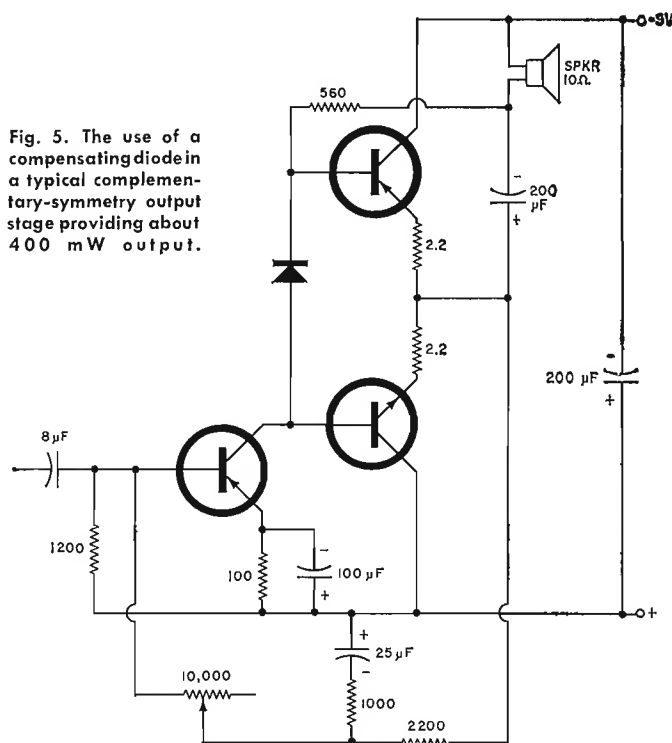 -9V
SPKR
10Ω
560
Fig. 5. The use of a
compensating diode in
a typical complemen-
tary-symmetry output
stage providing about
400 mW output.
-
200
µF
+
2.2
2.2
-
200 µF
+
8µF
1200
100
-
100 µF
+
+
+
25µF
-
10,000
1000
2200